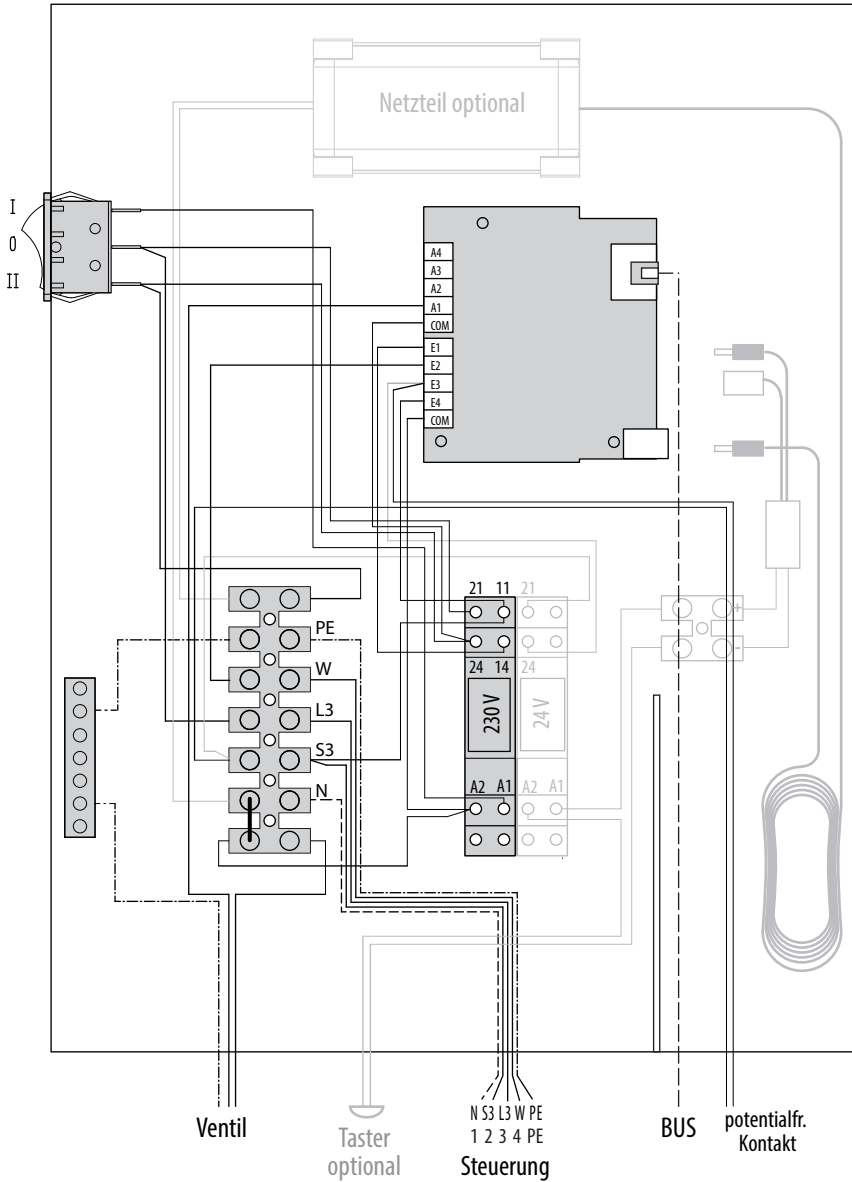 Netzteil optional
I
0
II
A4
A3
A2
A1
COM
E1
E2
E3
E4
COM
21 11 21
PE
W
24 14 24
L3
230 V 24 V
S3
A2 A1 A2 A1
N
+
-
Ventil
Taster
optional
N S3 L3 W PE
1 2 3 4 PE
Steuerung
BUS
potentialfr.
Kontakt